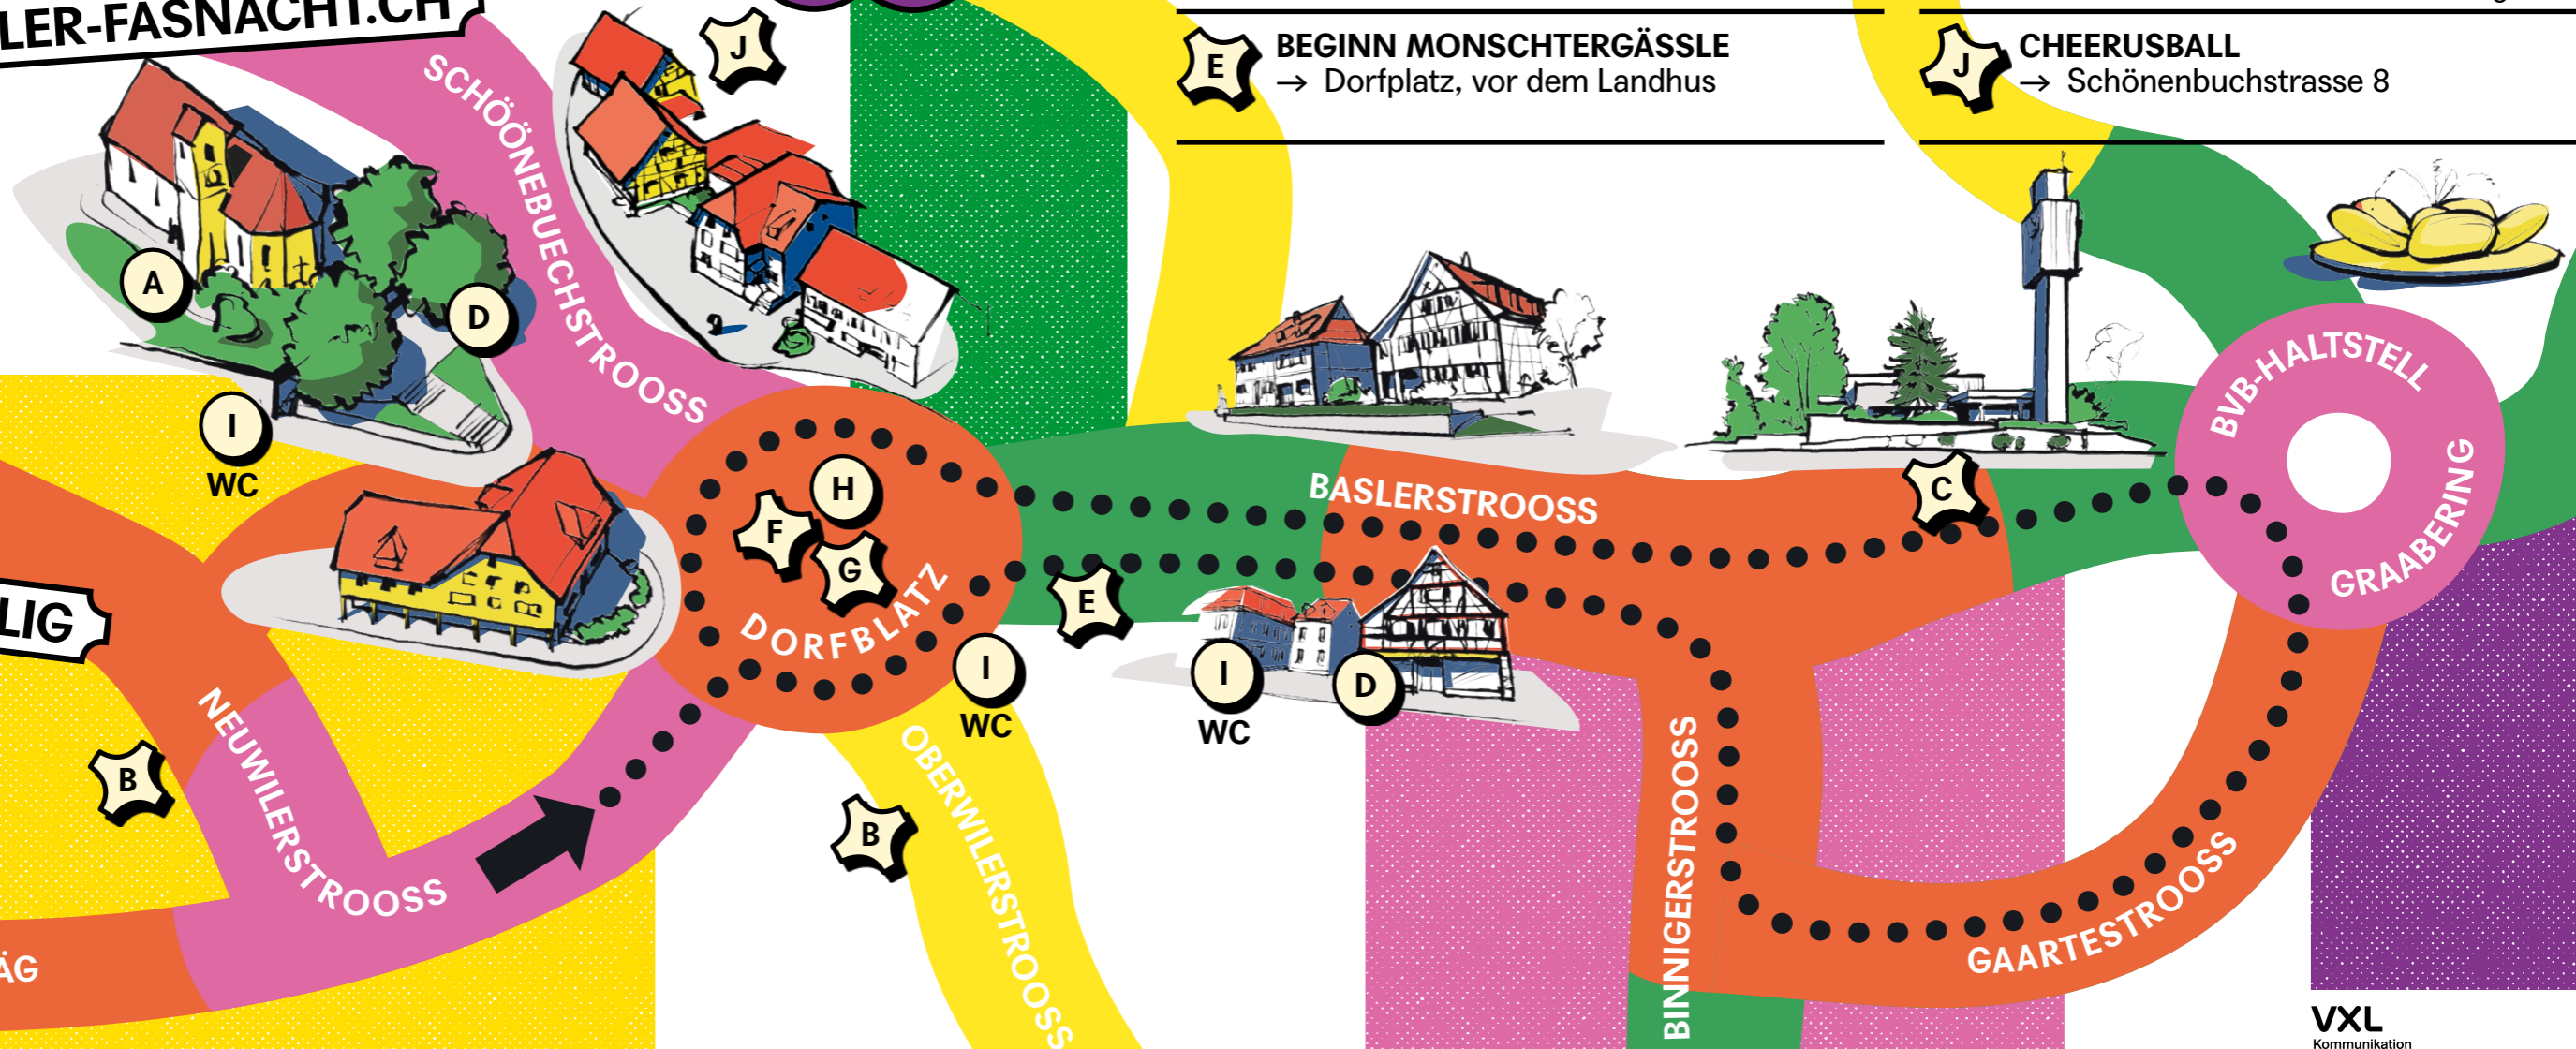 LER-FASNACHT.CH
J
E
BEGINN MONSCHTERGÄSSLE
→ Dorfplatz, vor dem Landhus
J
CHEERUSBALL
→ Schönenbuchstrasse 8
SCHÖÖNEBUECHSTROOSS
A
D
I
WC
H
F
G
DORFBLATZ
BASLERSTROOSS
C
BVB-HALTSTELL
GRAABERING
E
I
WC
I
WC
D
LIG
NEUWILERSTROOSS
B
B
OBERWILERSTROOSS
BINNIGERSTROOSS
GAARTESTROOSS
ÄG
VXL
Kommunikation